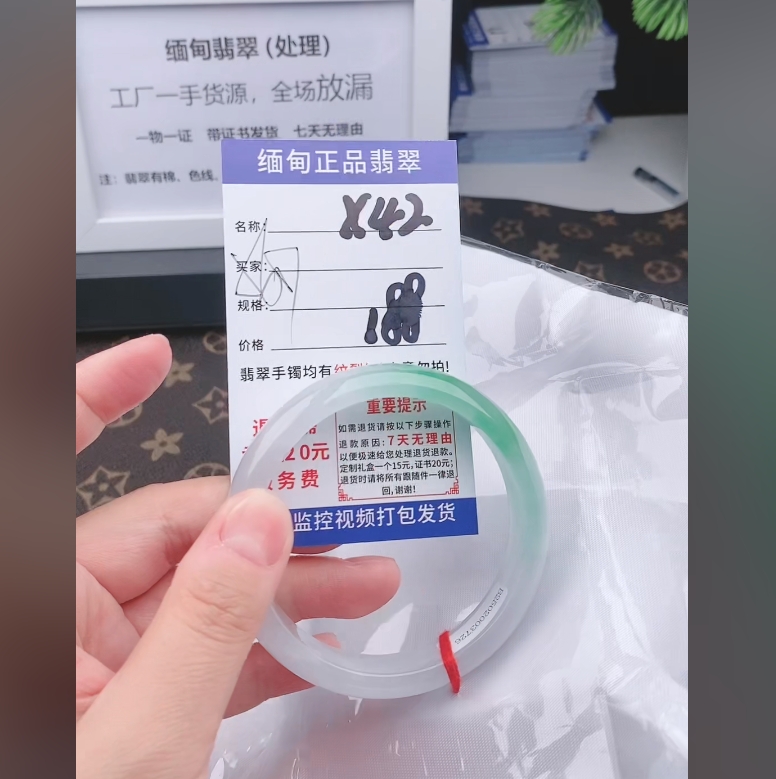 缅甸翡翠(处理)
工厂一手货源，全场放漏
一物一证 带证书发货 七天无理由
注：翡翠有棉、色线、
缅甸正品翡翠
名称： X42
买家：
规格：
价格 188
翡翠手镯均有纹裂 勿拍!
退
20元
务费
重要提示
如需退货请按以下步骤操作
退款原因：7天无理由
以便极速给您处理退货退款。
定制礼盒一个15元，证书20元；
退货时请将所有跟随件一律退
回，谢谢!
监控视频打包发货